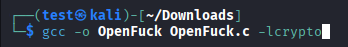 ┌──(test㉿kali)-[~/Downloads]
└─$ gcc -o OpenFuck OpenFuck.c -lcrypto